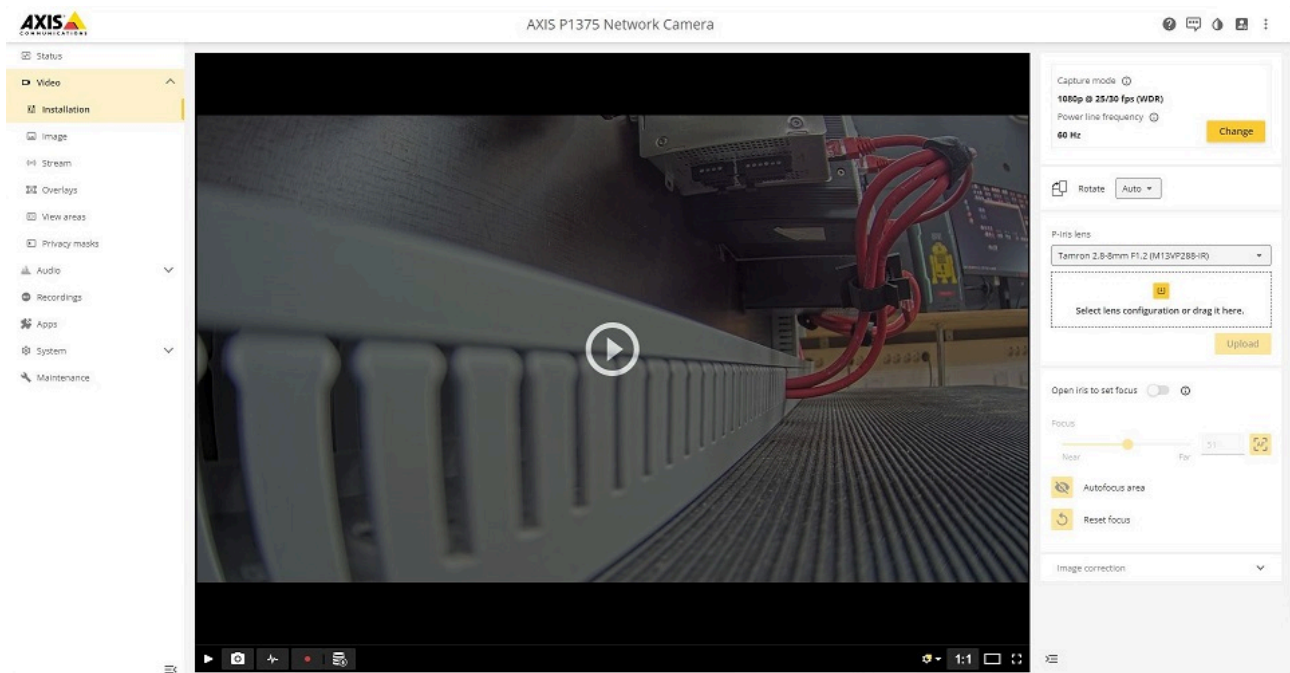 AXIS
COMMUNICATIONS
AXIS P1375 Network Camera
Status
Video
Installation
Image
Stream
Overlays
View areas
Privacy masks
Audio
Recordings
Apps
System
Maintenance
1:1
Capture mode
1080p @ 25/30 fps (WDR)
Power line frequency
60 Hz
Change
Rotate
Auto
P-Iris lens
Tamron 2.8-8mm F1.2 (M13VP288-IR)
Select lens configuration or drag it here.
Upload
Open iris to set focus
Focus
Near
Far
AF
Autofocus area
Reset focus
Image correction